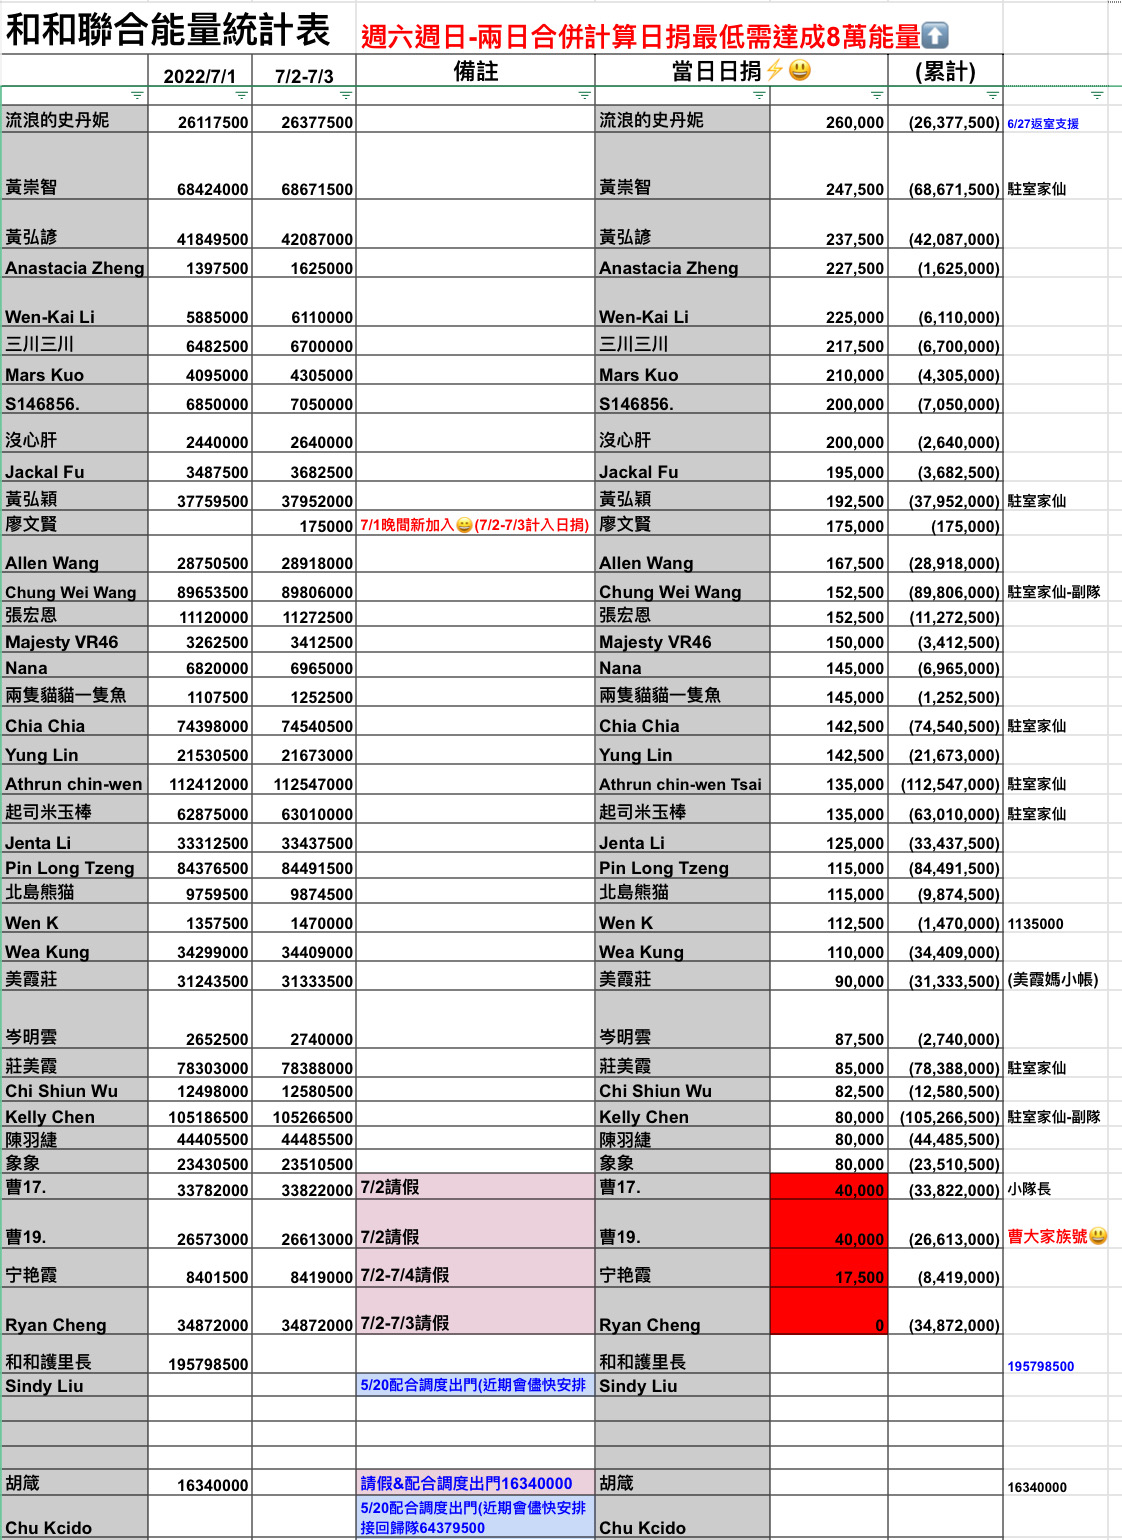 和和聯合能量統計表 週六週日-兩日合併計算日捐最低需達成8萬能量⬆️
2022/7/1 7/2-7/3 備註 當日日捐⚡😃 (累計)
流浪的史丹妮 26117500 26377500 流浪的史丹妮 260,000 (26,377,500) 6/27返室支援
黃崇智 68424000 68671500 黃崇智 247,500 (68,671,500) 駐室家仙
黃弘諺 41849500 42087000 黃弘諺 237,500 (42,087,000)
Anastacia Zheng 1397500 1625000 Anastacia Zheng 227,500 (1,625,000)
Wen-Kai Li 5885000 6110000 Wen-Kai Li 225,000 (6,110,000)
三川三川 6482500 6700000 三川三川 217,500 (6,700,000)
Mars Kuo 4095000 4305000 Mars Kuo 210,000 (4,305,000)
S146856. 6850000 7050000 S146856. 200,000 (7,050,000)
沒心肝 2440000 2640000 沒心肝 200,000 (2,640,000)
Jackal Fu 3487500 3682500 Jackal Fu 195,000 (3,682,500)
黃弘穎 37759500 37952000 黃弘穎 192,500 (37,952,000) 駐室家仙
廖文賢 175000 7/1晚間新加入😄(7/2-7/3計入日捐) 廖文賢 175,000 (175,000)
Allen Wang 28750500 28918000 Allen Wang 167,500 (28,918,000)
Chung Wei Wang 89653500 89806000 Chung Wei Wang 152,500 (89,806,000) 駐室家仙-副隊
張宏恩 11120000 11272500 張宏恩 152,500 (11,272,500)
Majesty VR46 3262500 3412500 Majesty VR46 150,000 (3,412,500)
Nana 6820000 6965000 Nana 145,000 (6,965,000)
兩隻貓貓一隻魚 1107500 1252500 兩隻貓貓一隻魚 145,000 (1,252,500)
Chia Chia 74398000 74540500 Chia Chia 142,500 (74,540,500) 駐室家仙
Yung Lin 21530500 21673000 Yung Lin 142,500 (21,673,000)
Athrun chin-wen 112412000 112547000 Athrun chin-wen Tsai 135,000 (112,547,000) 駐室家仙
起司米玉棒 62875000 63010000 起司米玉棒 135,000 (63,010,000) 駐室家仙
Jenta Li 33312500 33437500 Jenta Li 125,000 (33,437,500)
Pin Long Tzeng 84376500 84491500 Pin Long Tzeng 115,000 (84,491,500)
北島熊猫 9759500 9874500 北島熊猫 115,000 (9,874,500)
Wen K 1357500 1470000 Wen K 112,500 (1,470,000) 1135000
Wea Kung 34299000 34409000 Wea Kung 110,000 (34,409,000)
美霞莊 31243500 31333500 美霞莊 90,000 (31,333,500) (美霞媽小帳)
岑明雲 2652500 2740000 岑明雲 87,500 (2,740,000)
莊美霞 78303000 78388000 莊美霞 85,000 (78,388,000) 駐室家仙
Chi Shiun Wu 12498000 12580500 Chi Shiun Wu 82,500 (12,580,500)
Kelly Chen 105186500 105266500 Kelly Chen 80,000 (105,266,500) 駐室家仙-副隊
陳羽緁 44405500 44485500 陳羽緁 80,000 (44,485,500)
象象 23430500 23510500 象象 80,000 (23,510,500)
曹17. 33782000 33822000 7/2請假 曹17. 40,000 (33,822,000) 小隊長
曹19. 26573000 26613000 7/2請假 曹19. 40,000 (26,613,000) 曹大家族號😃
宁艳霞 8401500 8419000 7/2-7/4請假 宁艳霞 17,500 (8,419,000)
Ryan Cheng 34872000 34872000 7/2-7/3請假 Ryan Cheng 0 (34,872,000)
和和護里長 195798500 和和護里長 195798500
Sindy Liu 5/20配合調度出門(近期會儘快安排 Sindy Liu
胡箴 16340000 請假&配合調度出門16340000 胡箴 16340000
5/20配合調度出門(近期會儘快安排
Chu Kcido 接回歸隊64379500 Chu Kcido